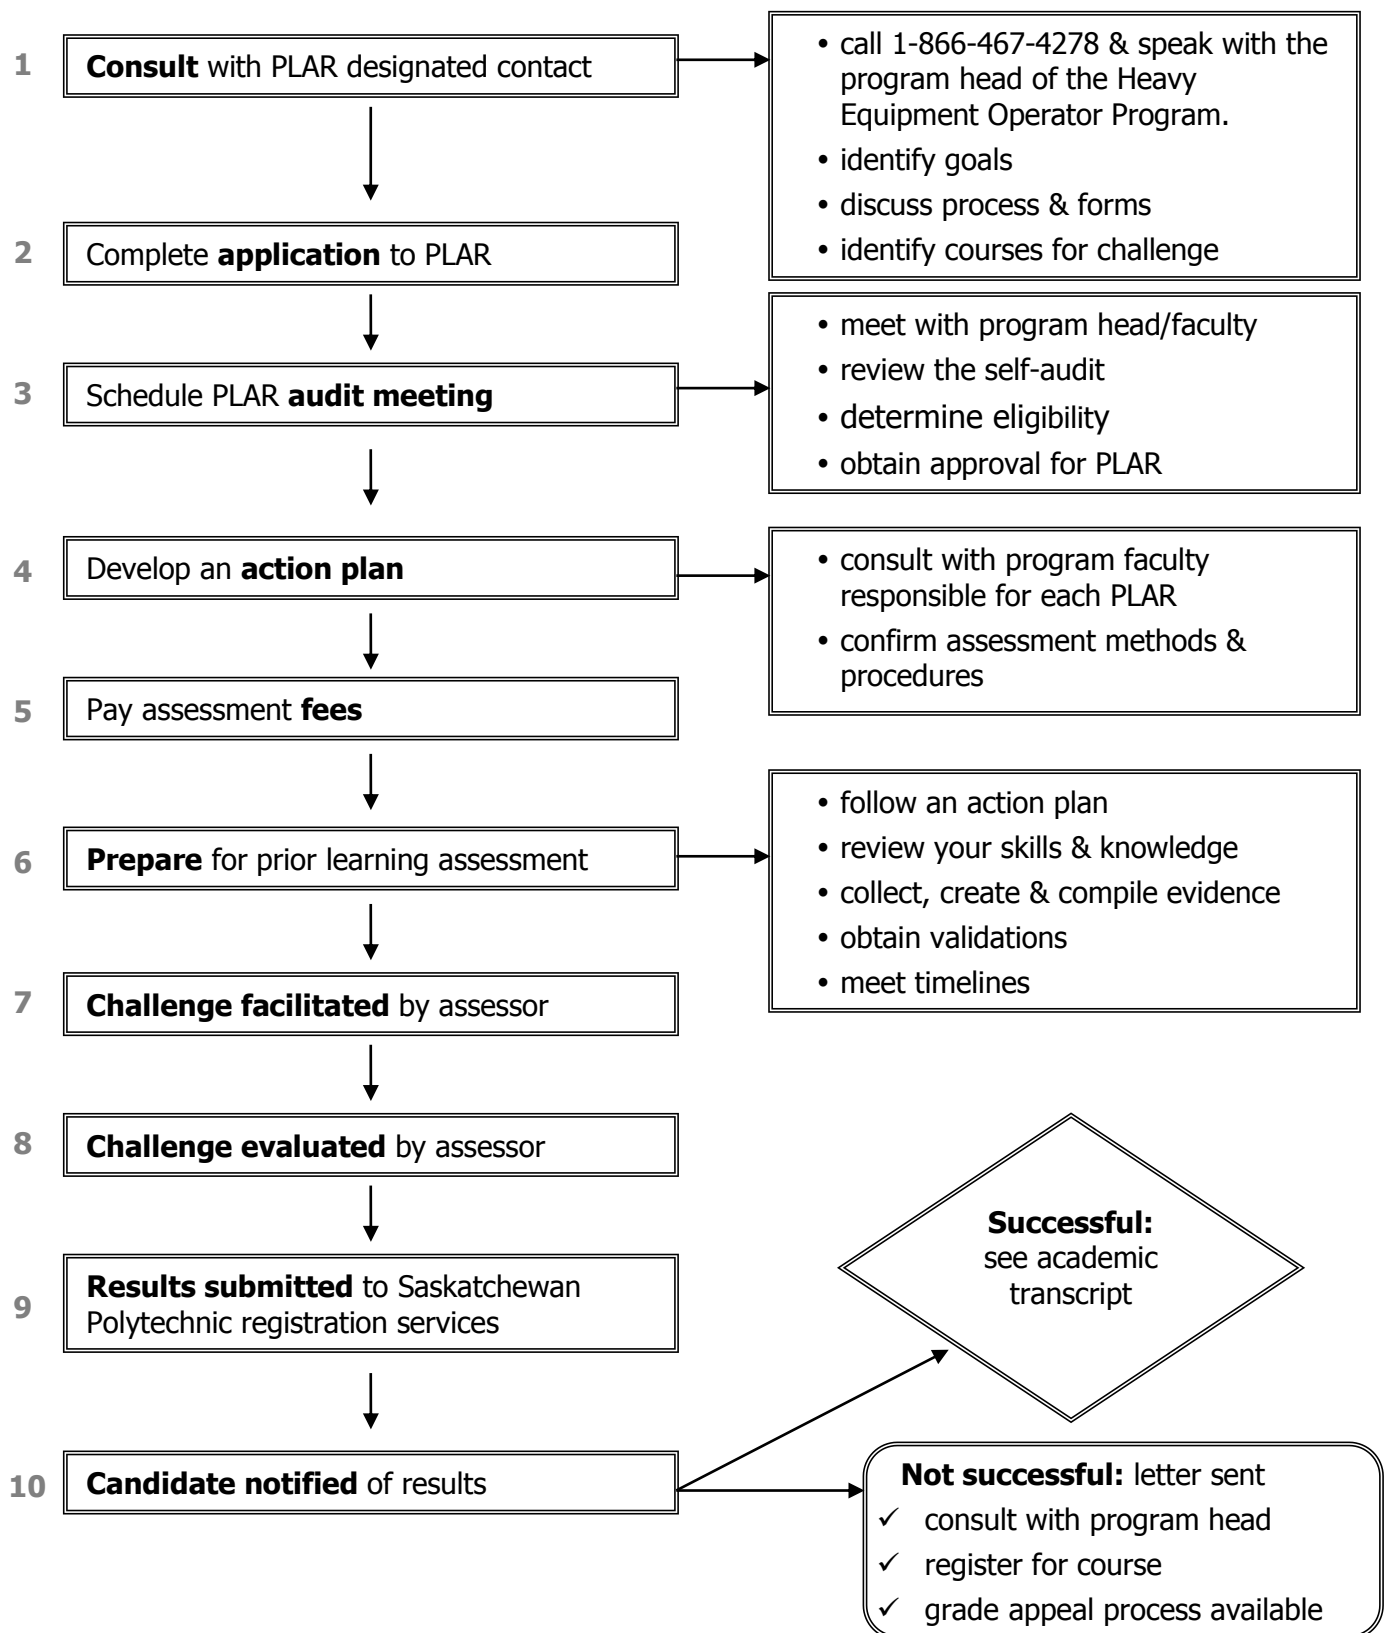 1
Consult with PLAR designated contact
• call 1-866-467-4278 & speak with the
program head of the Heavy
Equipment Operator Program.
• identify goals
• discuss process & forms
• identify courses for challenge
2
Complete application to PLAR
3
Schedule PLAR audit meeting
• meet with program head/faculty
• review the self-audit
• determine eligibility
• obtain approval for PLAR
4
Develop an action plan
• consult with program faculty
responsible for each PLAR
• confirm assessment methods &
procedures
5
Pay assessment fees
6
Prepare for prior learning assessment
• follow an action plan
• review your skills & knowledge
• collect, create & compile evidence
• obtain validations
• meet timelines
7
Challenge facilitated by assessor
8
Challenge evaluated by assessor
9
Results submitted to Saskatchewan
Polytechnic registration services
10
Candidate notified of results
Successful:
see academic
transcript
Not successful: letter sent
✓ consult with program head
✓ register for course
✓ grade appeal process available